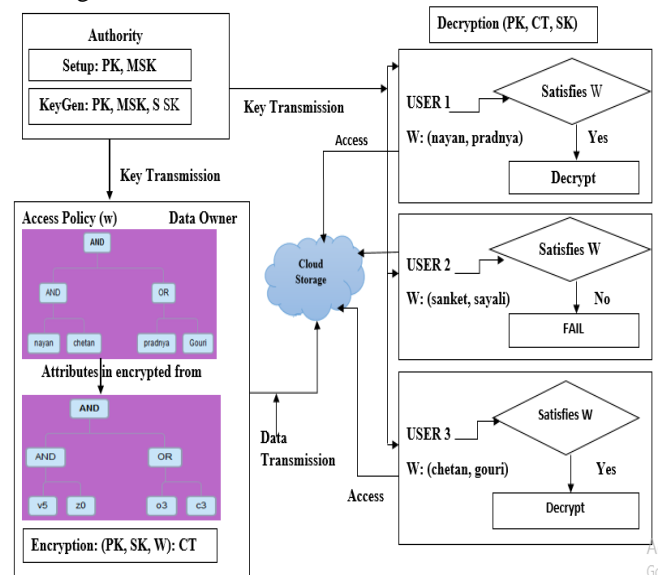 Authority
Setup: PK, MSK
KeyGen: PK, MSK, S SK
Key Transmission
Key Transmission
Access Policy (w)
Data Owner
AND
AND
OR
nayan
chetan
pradnya
Gouri
Attributes in encrypted from
AND
AND
OR
v5
z0
o3
c3
Encryption: (PK, SK, W): CT
Data
Transmission
Cloud
Storage
Access
Access
Decryption (PK, CT, SK)
USER 1
W: (nayan, pradnya)
Satisfies W
Yes
Decrypt
USER 2
W: (sanket, sayali)
Satisfies W
No
FAIL
USER 3
W: (chetan, gouri)
Satisfies W
Yes
Decrypt